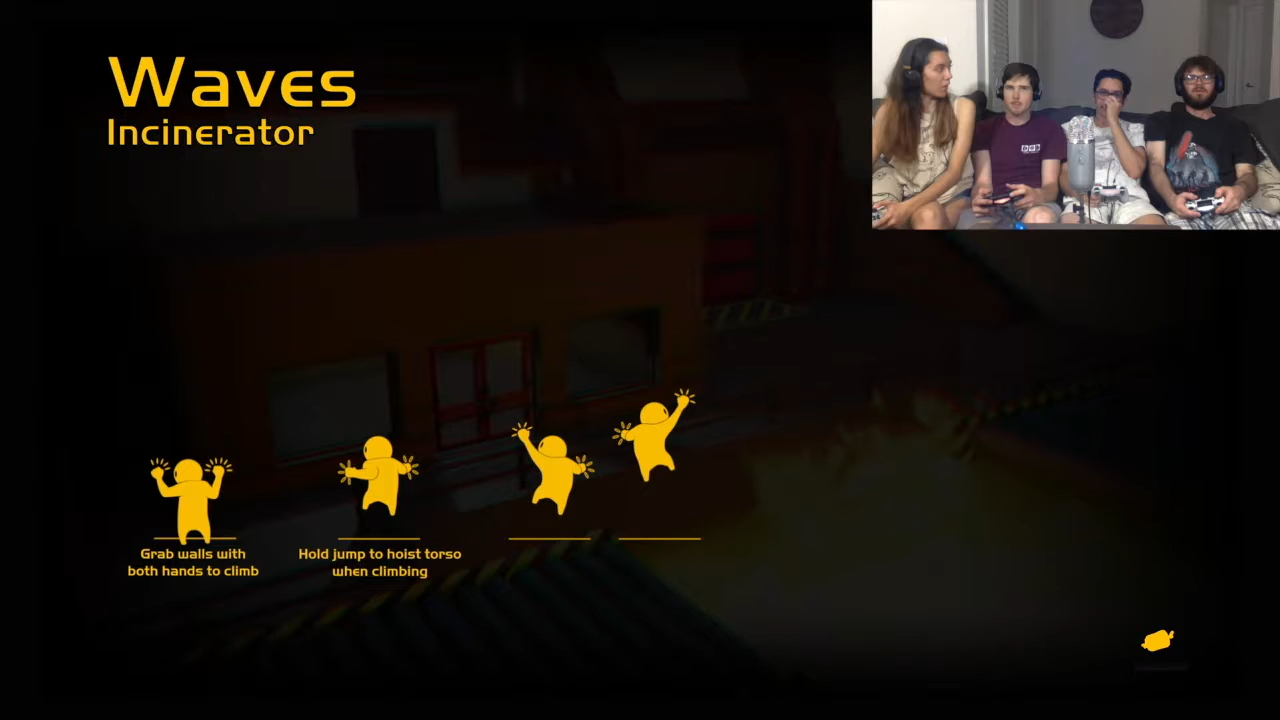 Waves
Incinerator
Grab walls with
both hands to climb
Hold jump to hoist torso
when climbing